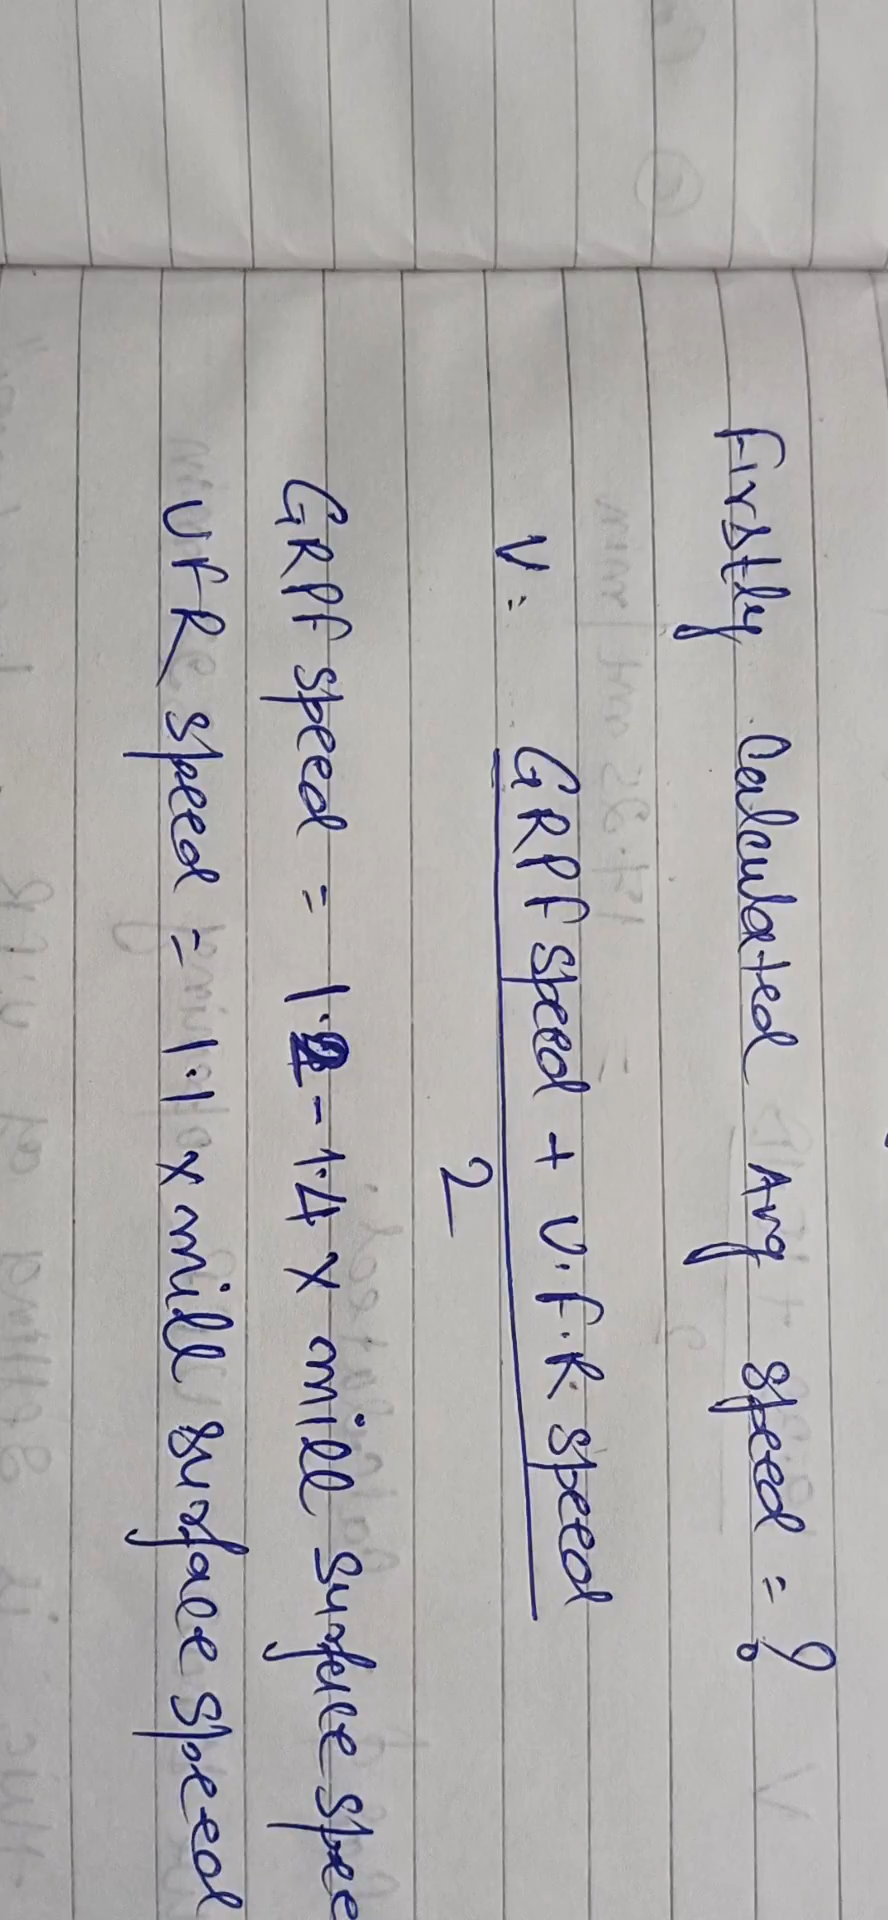 Firstly Calculated Avg speed = ?
V = GRPF speed + U.F.R. speed
2
GRPF speed = 1.2 - 1.4 x mill surface spee
UFR speed = 1.1 x mill surface speed